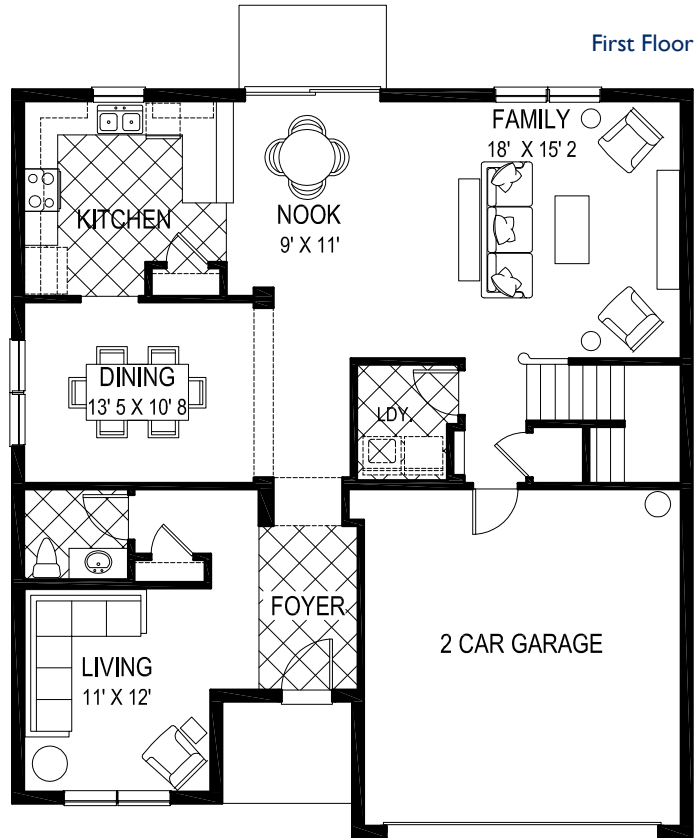 First Floor
FAMILY
18' X 15' 2
KITCHEN
NOOK
9' X 11'
DINING
13' 5 X 10' 8
LDY.
FOYER
2 CAR GARAGE
LIVING
11' X 12'